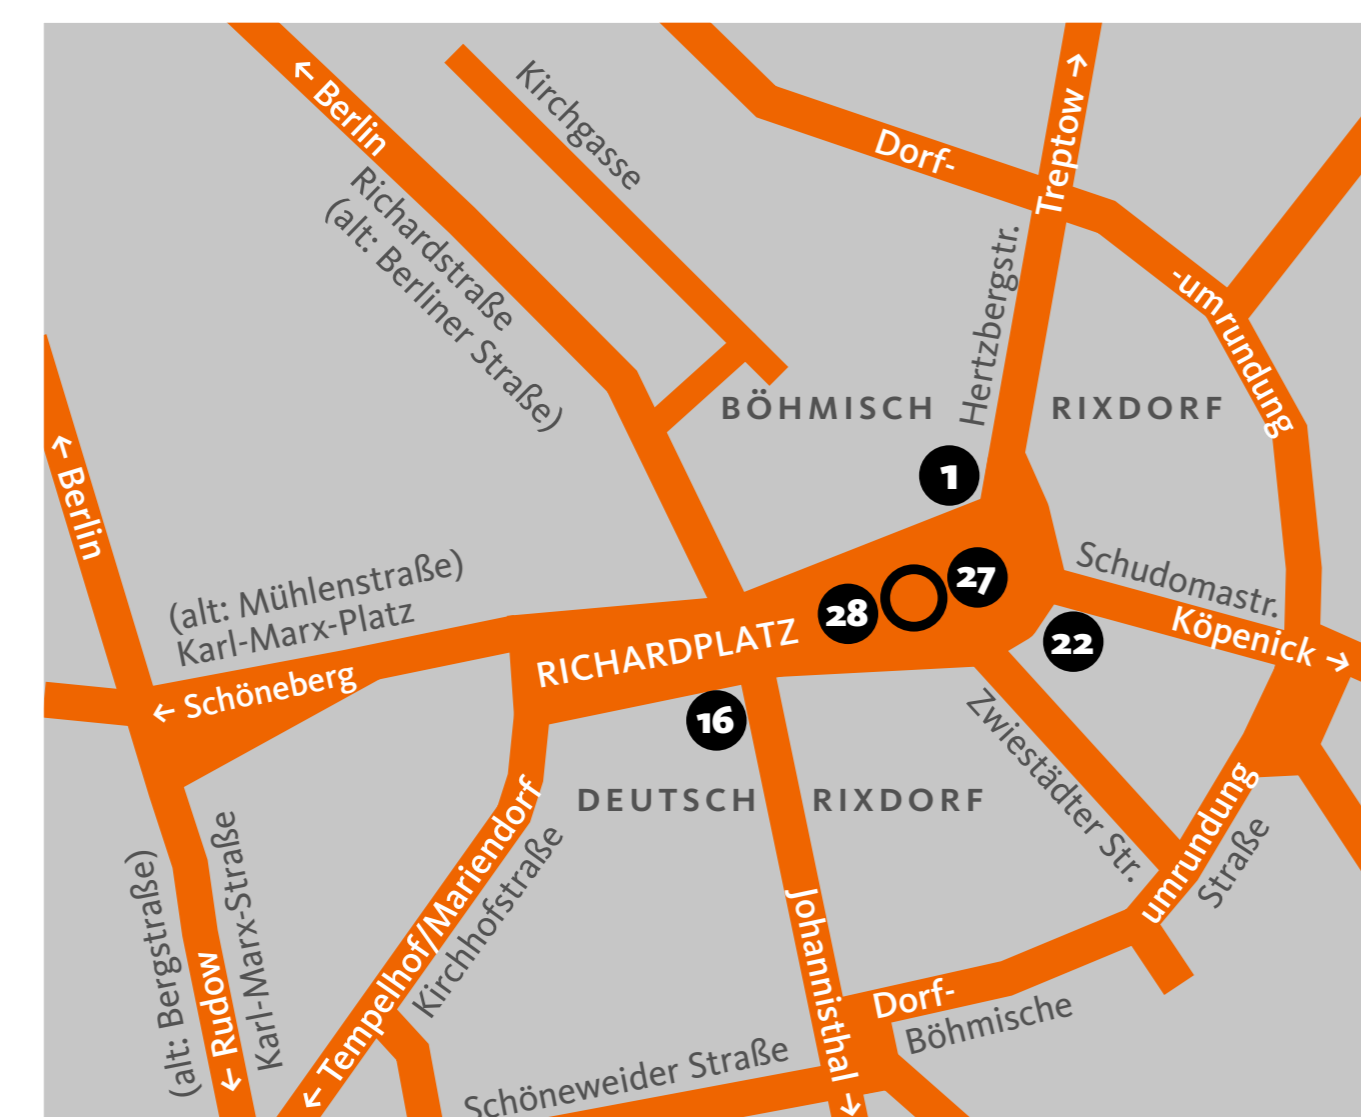 ← Berlin
Kirchgasse
Richardstraße
(alt: Berliner Straße)
Dorf-
Treptow →
-umrundung
Hertzbergstr.
BÖHMISCH RIXDORF
← Berlin
1
(alt: Mühlenstraße)
Karl-Marx-Platz
← Schöneberg
RICHARDPLATZ
28
27
22
16
Schudomastr.
Köpenick →
Zwiestädter Str.
DEUTSCH RIXDORF
← Tempelhof/Mariendorf
Kirchhofstraße
(alt: Bergstraße)
← Rudow
Karl-Marx-Straße
Johannisthal →
umrundung
Straße
Dorf-
Böhmische
Schöneweider Straße